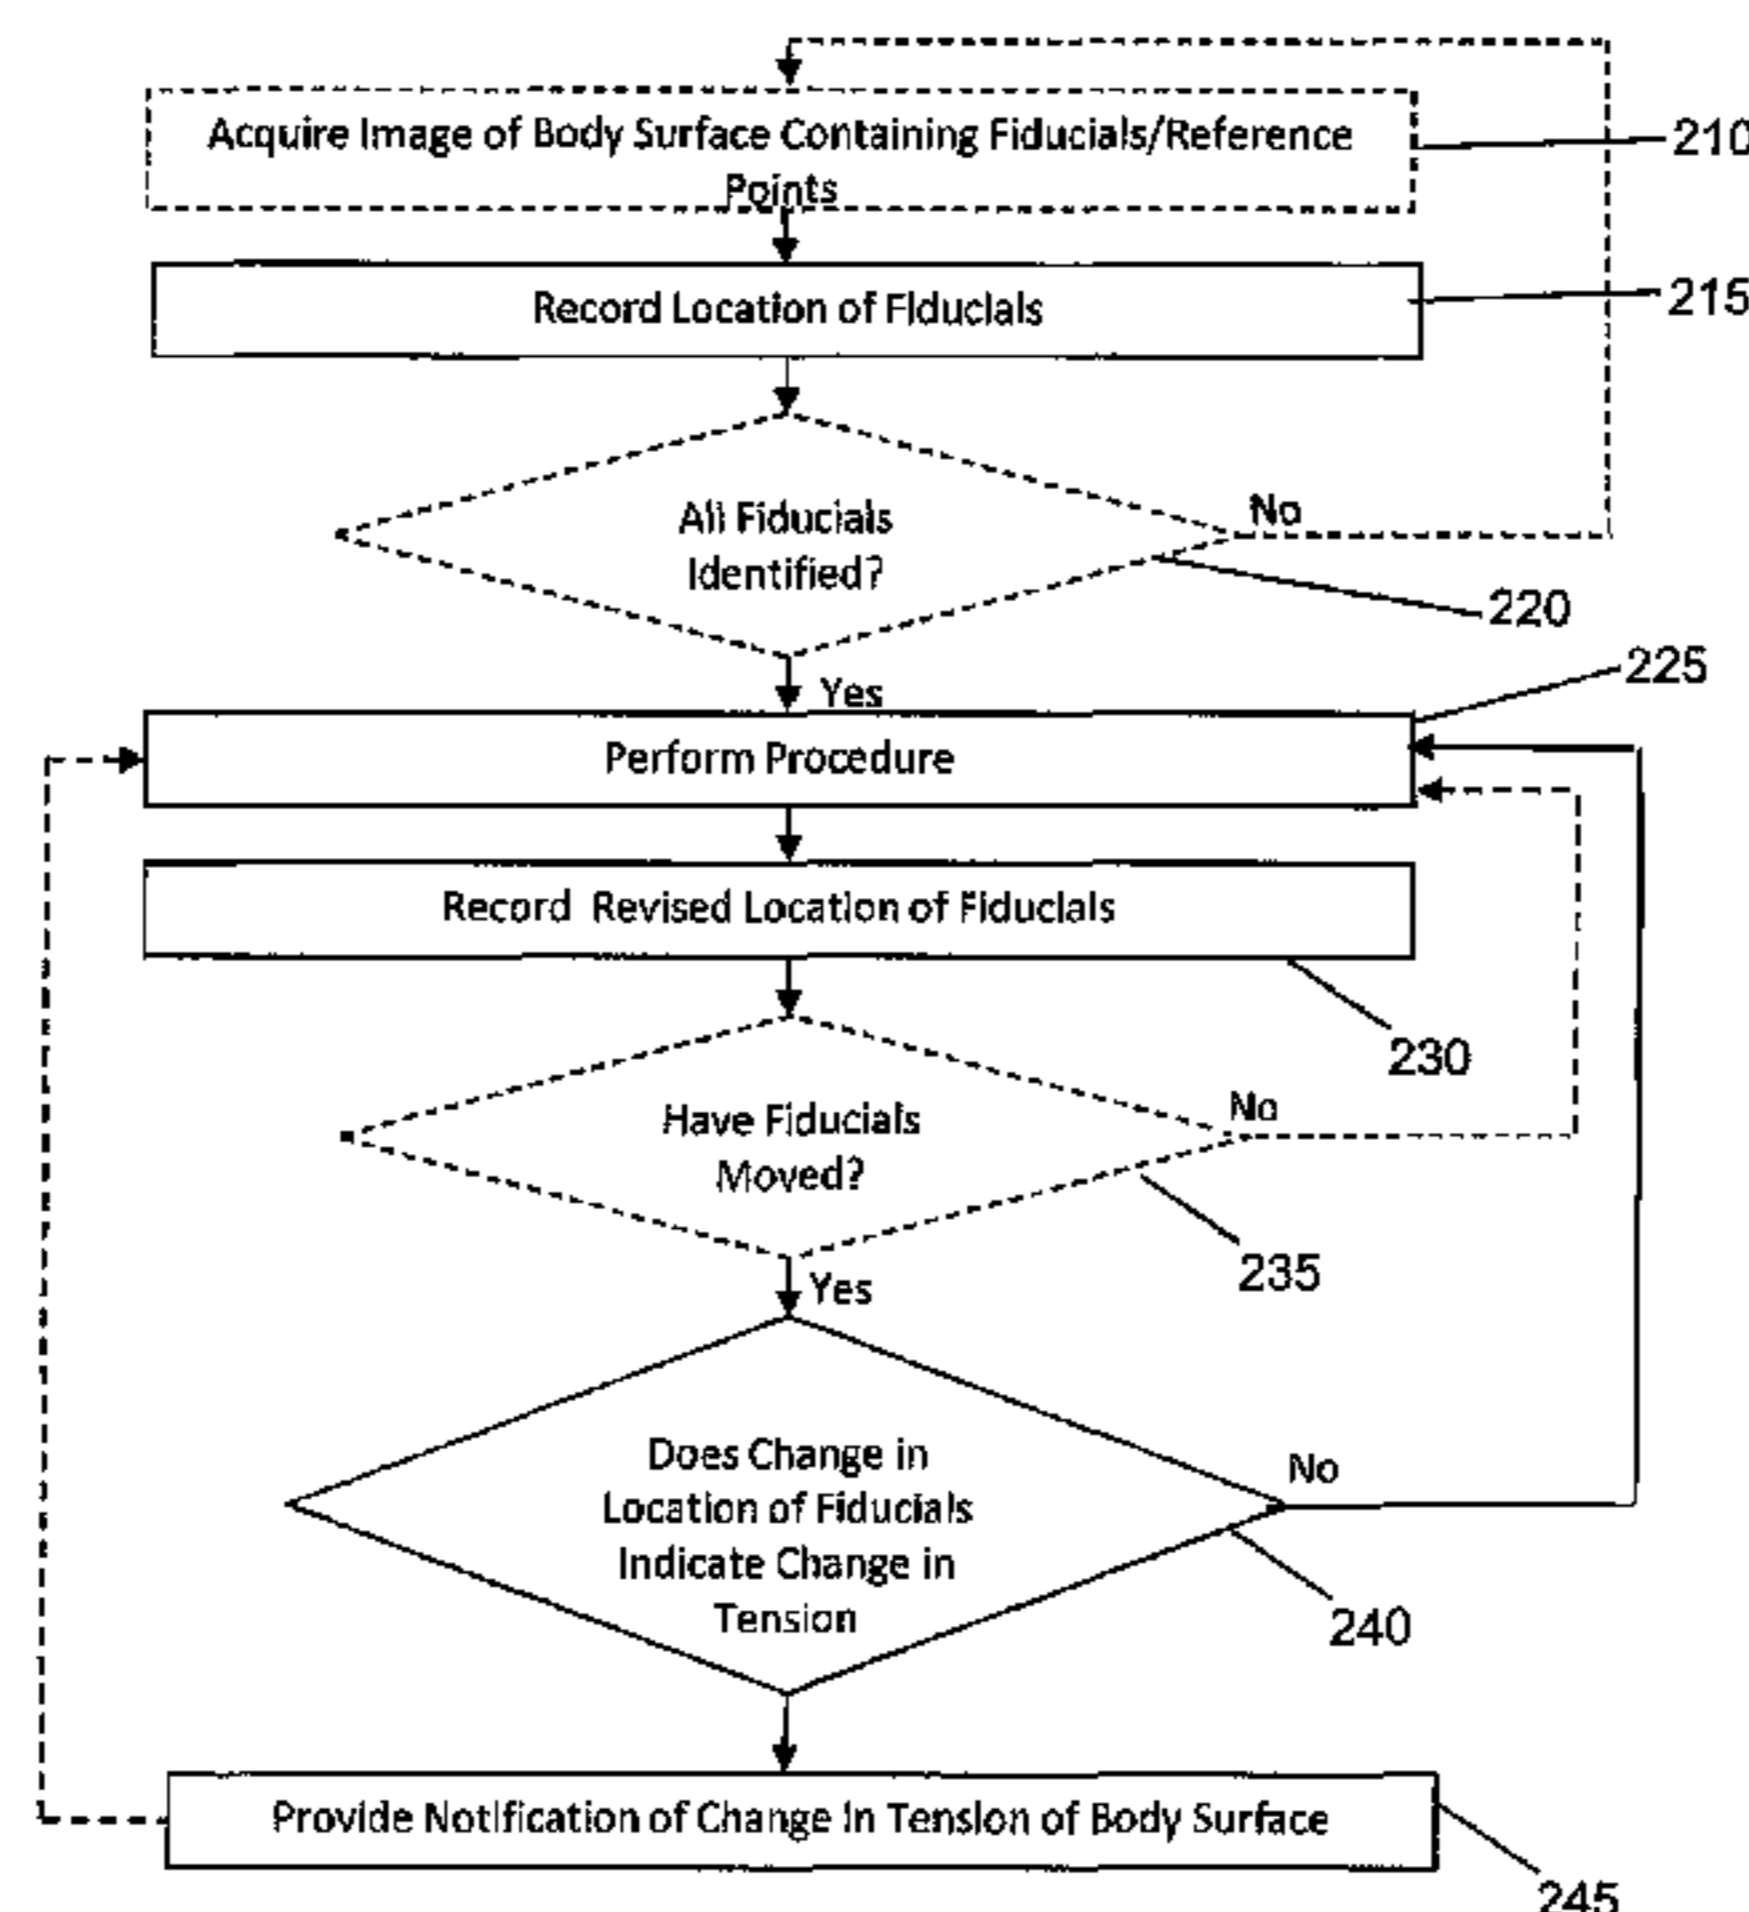 Acquire Image of Body Surface Containing Fiducials/Reference
Points
210
Record Location of Fiducials
215
All Fiducials
Identified?
No
220
Yes
225
Perform Procedure
Record Revised Location of Fiducials
230
Have Fiducials
Moved?
No
235
Yes
Does Change in
Location of Fiducials
Indicate Change in
Tension
No
240
Provide Notification of Change in Tension of Body Surface
245